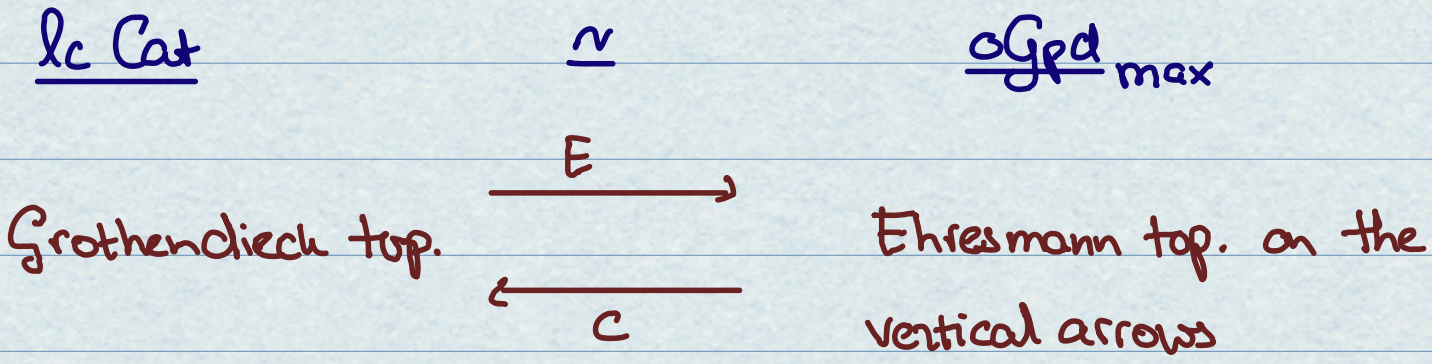 lc Cat ≃ oGpd max
E
Grothendieck top. Ehresmann top. on the
C vertical arrows